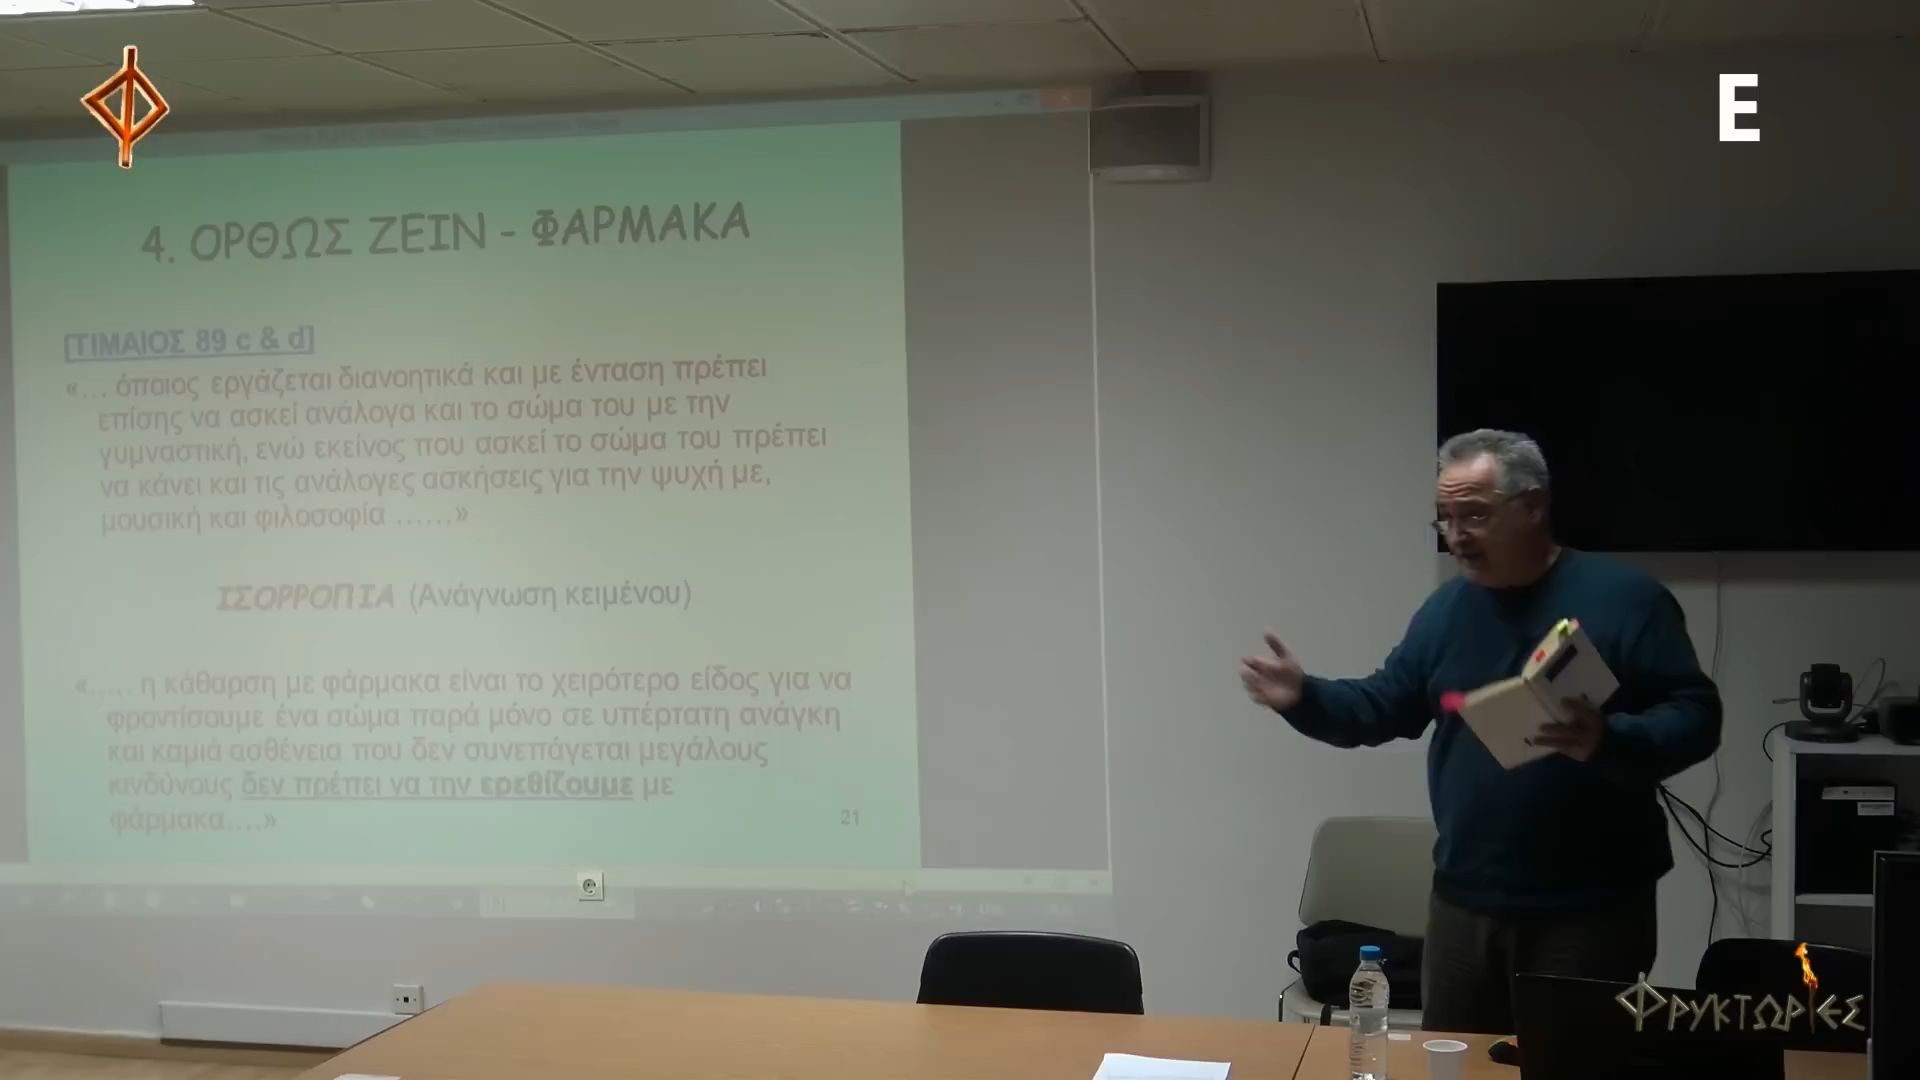 E
4. ΟΡΘΩΣ ΖΕΙΝ - ΦΑΡΜΑΚΑ
[ΤΙΜΑΙΟΣ 89 c & d]
«… όποιος εργάζεται διανοητικά και με ένταση πρέπει
επίσης να ασκεί ανάλογα και το σώμα του με την
γυμναστική, ενώ εκείνος που ασκεί το σώμα του πρέπει
να κάνει και τις ανάλογες ασκήσεις για την ψυχή με,
μουσική και φιλοσοφία ……»
ΙΣΟΡΡΟΠΙΑ (Ανάγνωση κειμένου)
«….. η κάθαρση με φάρμακα είναι το χειρότερο είδος για να
φροντίσουμε ένα σώμα παρά μόνο σε υπέρτατη ανάγκη
και καμιά ασθένεια που δεν συνεπάγεται μεγάλους
κινδύνους δεν πρέπει να την ερεθίζουμε με
φάρμακα….»
21
ΦΡΥΚΤΩΡΙΕΣ